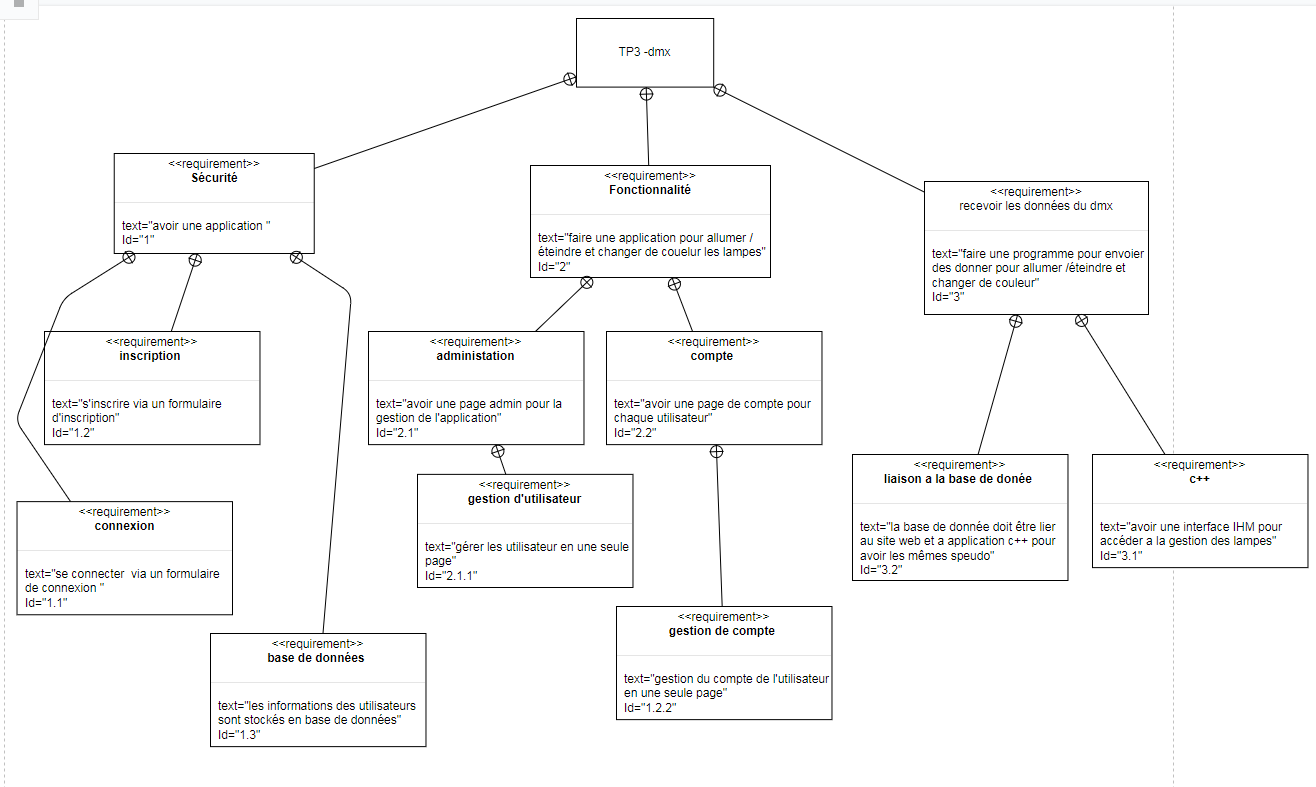 TP3 -dmx
<<requirement>>
Sécurité
text="avoir une application "
Id="1"
<<requirement>>
Fonctionnalité
text="faire une application pour allumer /
éteindre et changer de couelur les lampes"
Id="2"
<<requirement>>
recevoir les données du dmx
text="faire une programme pour envoier
des donner pour allumer /éteindre et
changer de couleur"
Id="3"
<<requirement>>
inscription
text="s'inscrire via un formulaire
d'inscription"
Id="1.2"
<<requirement>>
administation
text="avoir une page admin pour la
gestion de l'application"
Id="2.1"
<<requirement>>
compte
text="avoir une page de compte pour
chaque utilisateur"
Id="2.2"
<<requirement>>
liaison a la base de donée
text="la base de donnée doit être lier
au site web et a application c++ pour
avoir les mêmes speudo"
Id="3.2"
<<requirement>>
c++
text="avoir une interface IHM pour
accéder a la gestion des lampes"
Id="3.1"
<<requirement>>
gestion d'utilisateur
text="gérer les utilisateur en une seule
page"
Id="2.1.1"
<<requirement>>
connexion
text="se connecter  via un formulaire
de connexion "
Id="1.1"
<<requirement>>
gestion de compte
text="gestion du compte de l'utilisateur
en une seule page"
Id="1.2.2"
<<requirement>>
base de données
text="les informations des utilisateurs
sont stockés en base de données"
Id="1.3"